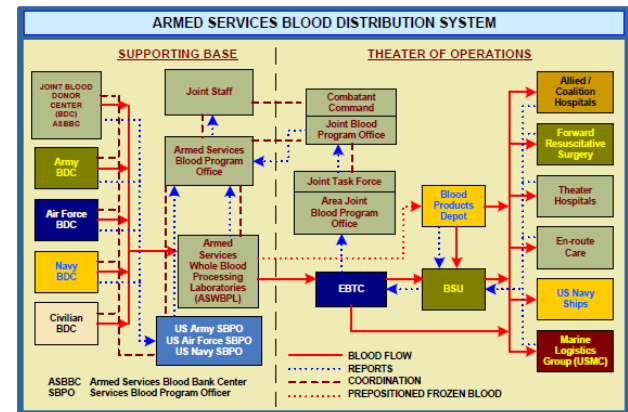 ARMED SERVICES BLOOD DISTRIBUTION SYSTEM
SUPPORTING BASE
THEATER OF OPERATIONS
JOINT BLOOD
DONOR
CENTER
(BDC)
ASBBC
Army
BDC
Air Force
BDC
Navy
BDC
Civilian
BDC
Joint Staff
Armed Services
Blood Program
Office
Armed
Services
Whole Blood
Processing
Laboratories
(ASWBPL)
US Army SBPO
US Air Force SBPO
US Navy SBPO
Combatant
Command
Joint Blood
Program Office
Joint Task Force
Area Joint
Blood Program
Office
EBTC
Blood
Products
Depot
BSU
Allied /
Coalition
Hospitals
Forward
Resuscitative
Surgery
Theater
Hospitals
En-route
Care
US Navy
Ships
Marine
Logistics
Group (USMC)
ASBBC Armed Services Blood Bank Center
SBPO Services Blood Program Officer
BLOOD FLOW
REPORTS
COORDINATION
PREPOSITIONED FROZEN BLOOD